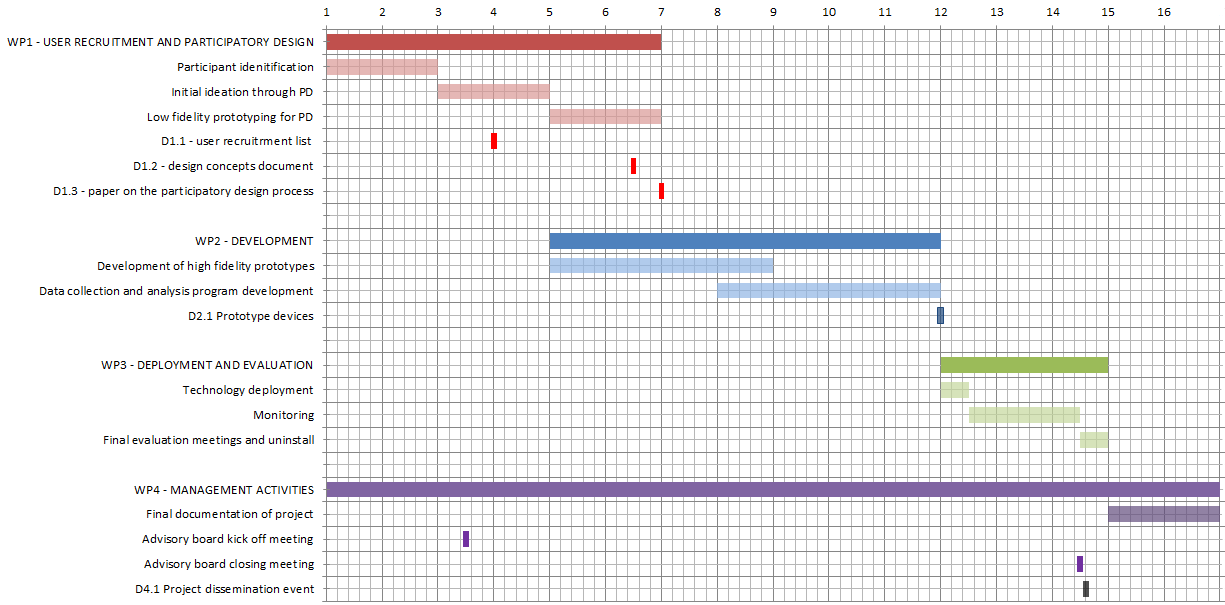 1 2 3 4 5 6 7 8 9 10 11 12 13 14 15 16
WP1 - USER RECRUITMENT AND PARTICIPATORY DESIGN
Participant idenitification
Initial ideation through PD
Low fidelity prototyping for PD
D1.1 - user recruitrment list
D1.2 - design concepts document
D1.3 - paper on the participatory design process
WP2 - DEVELOPMENT
Development of high fidelity prototypes
Data collection and analysis program development
D2.1 Prototype devices
WP3 - DEPLOYMENT AND EVALUATION
Technology deployment
Monitoring
Final evaluation meetings and uninstall
WP4 - MANAGEMENT ACTIVITIES
Final documentation of project
Advisory board kick off meeting
Advisory board closing meeting
D4.1 Project dissemination event